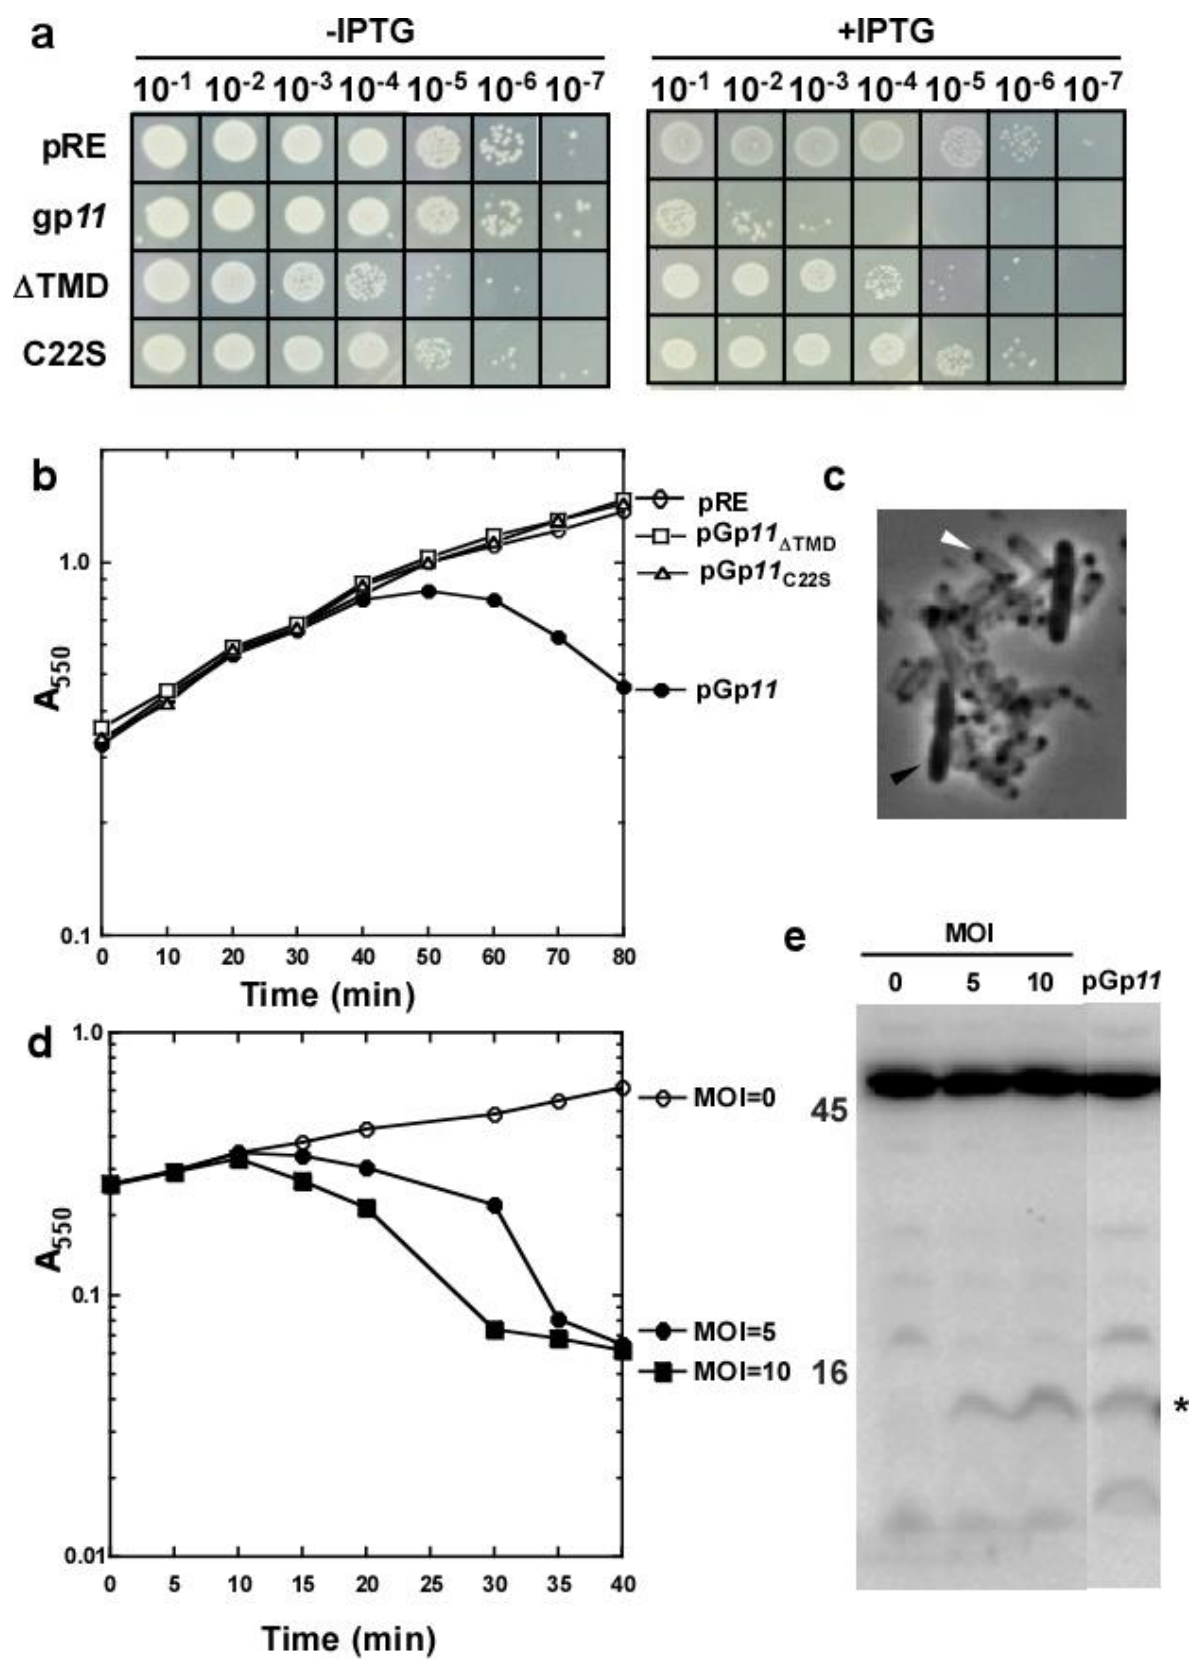 a
-IPTG
+IPTG
10⁻¹ 10⁻² 10⁻³ 10⁻⁴ 10⁻⁵ 10⁻⁶ 10⁻⁷
10⁻¹ 10⁻² 10⁻³ 10⁻⁴ 10⁻⁵ 10⁻⁶ 10⁻⁷
pRE
gp11
ΔTMD
C22S
b
1.0
0.1
A550
0 10 20 30 40 50 60 70 80
Time (min)
pRE
pGp11ΔTMD
pGp11C22S
pGp11
c
d
1.0
0.1
0.01
A550
0 5 10 15 20 25 30 35 40
Time (min)
MOI=0
MOI=5
MOI=10
e
MOI
0 5 10 pGp11
45
16
*